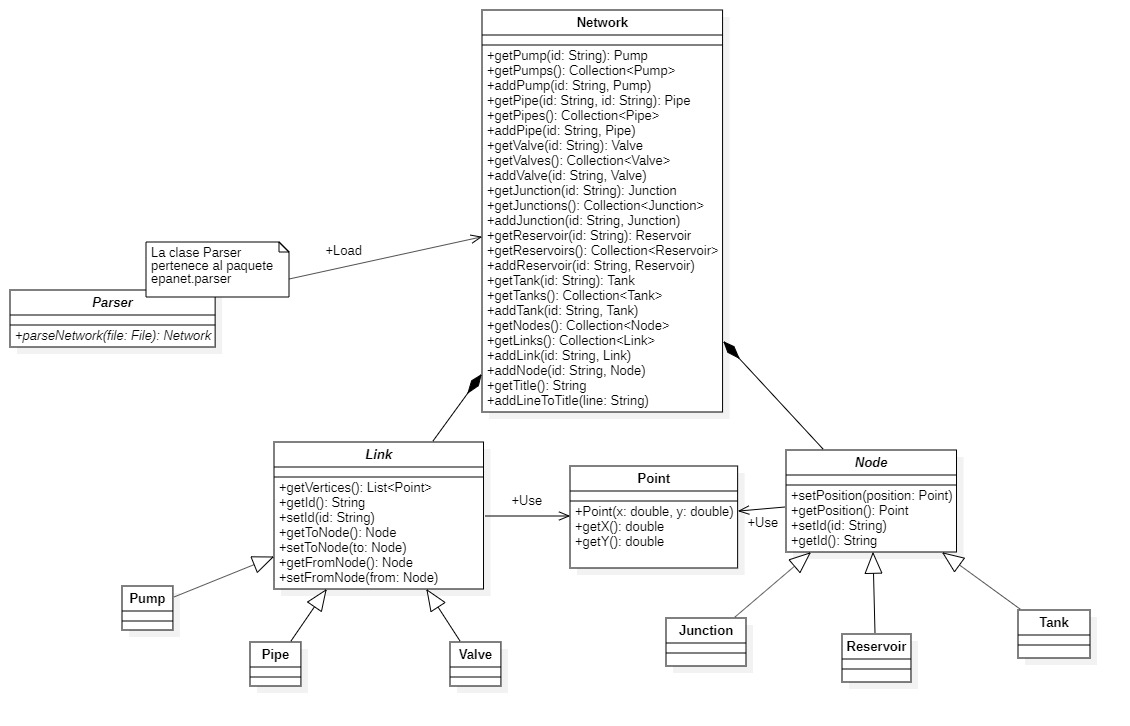 Network
+getPump(id: String): Pump
+getPumps(): Collection<Pump>
+addPump(id: String, Pump)
+getPipe(id: String, id: String): Pipe
+getPipes(): Collection<Pipe>
+addPipe(id: String, Pipe)
+getValve(id: String): Valve
+getValves(): Collection<Valve>
+addValve(id: String, Valve)
+getJunction(id: String): Junction
+getJunctions(): Collection<Junction>
+addJunction(id: String, Junction)
+getReservoir(id: String): Reservoir
+getReservoirs(): Collection<Reservoir>
+addReservoir(id: String, Reservoir)
+getTank(id: String): Tank
+getTanks(): Collection<Tank>
+addTank(id: String, Tank)
+getNodes(): Collection<Node>
+getLinks(): Collection<Link>
+addLink(id: String, Link)
+addNode(id: String, Node)
+getTitle(): String
+addLineToTitle(line: String)
La clase Parser
pertenece al paquete
epanet.parser
+Load
Parser
+parseNetwork(file: File): Network
Link
+getVertices(): List<Point>
+getId(): String
+setId(id: String)
+getToNode(): Node
+setToNode(to: Node)
+getFromNode(): Node
+setFromNode(from: Node)
+Use
Point
+Point(x: double, y: double)
+getX(): double
+getY(): double
+Use
Node
+setPosition(position: Point)
+getPosition(): Point
+setId(id: String)
+getId(): String
Pump
Pipe
Valve
Junction
Reservoir
Tank